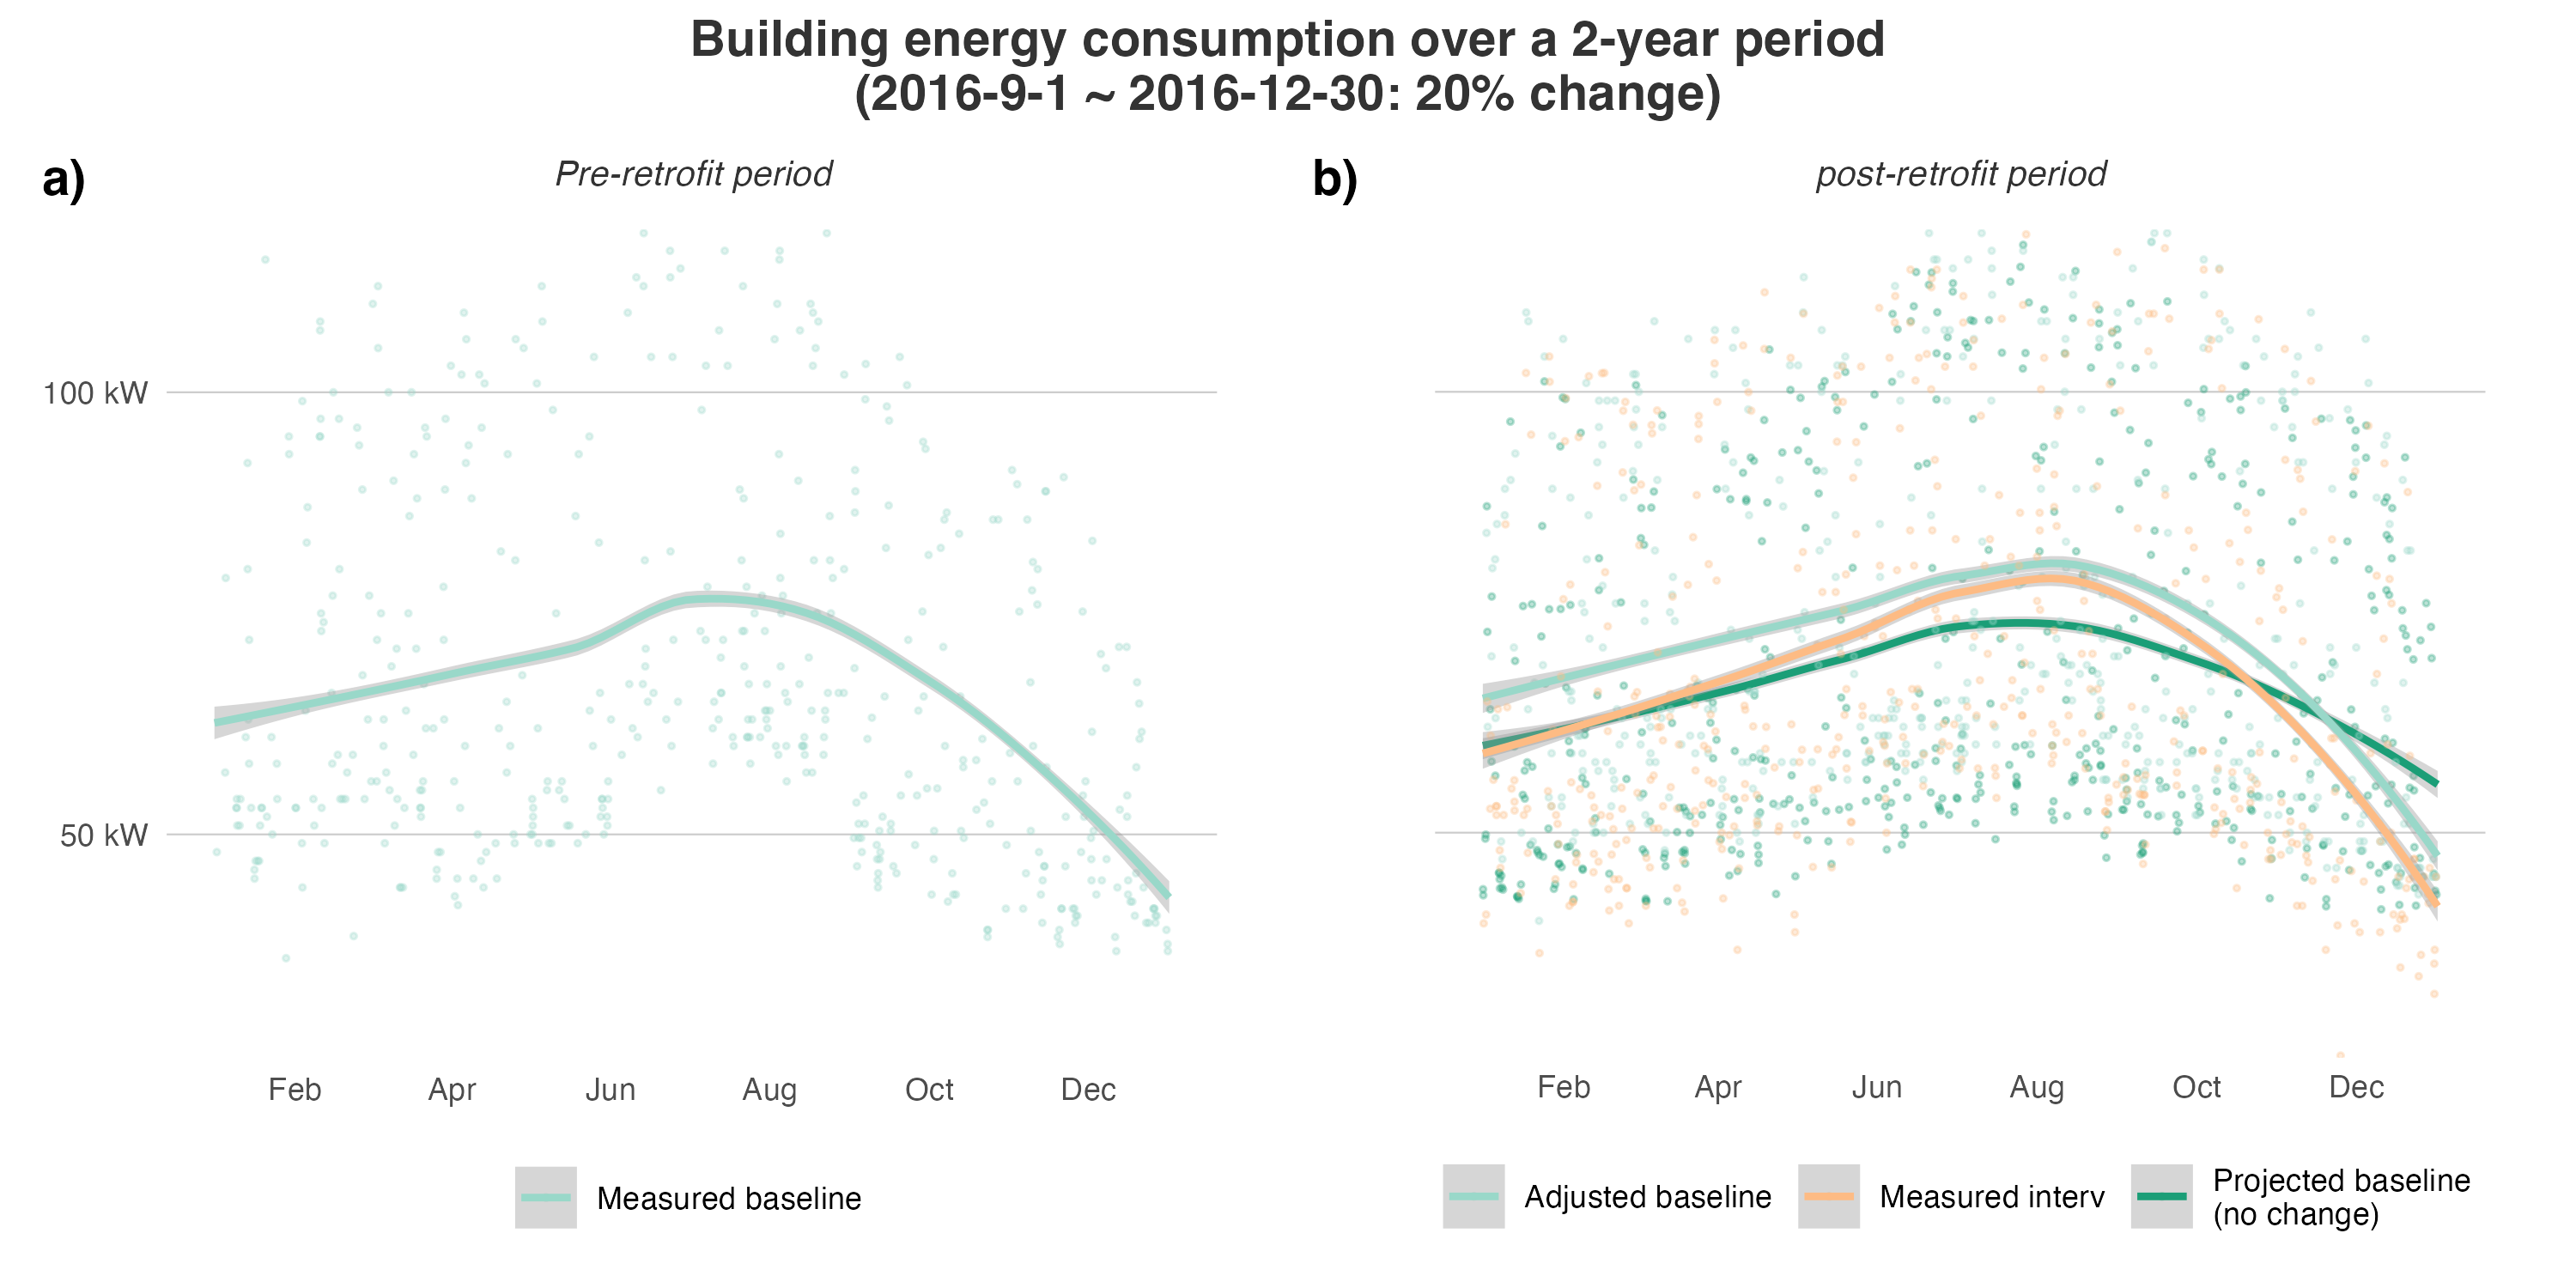 Building energy consumption over a 2-year period
(2016-9-1 ~ 2016-12-30: 20% change)
a)
Pre-retrofit period
b)
post-retrofit period
100 kW
50 kW
Feb Apr Jun Aug Oct Dec
Feb Apr Jun Aug Oct Dec
Measured baseline
Adjusted baseline
Measured interv
Projected baseline
(no change)